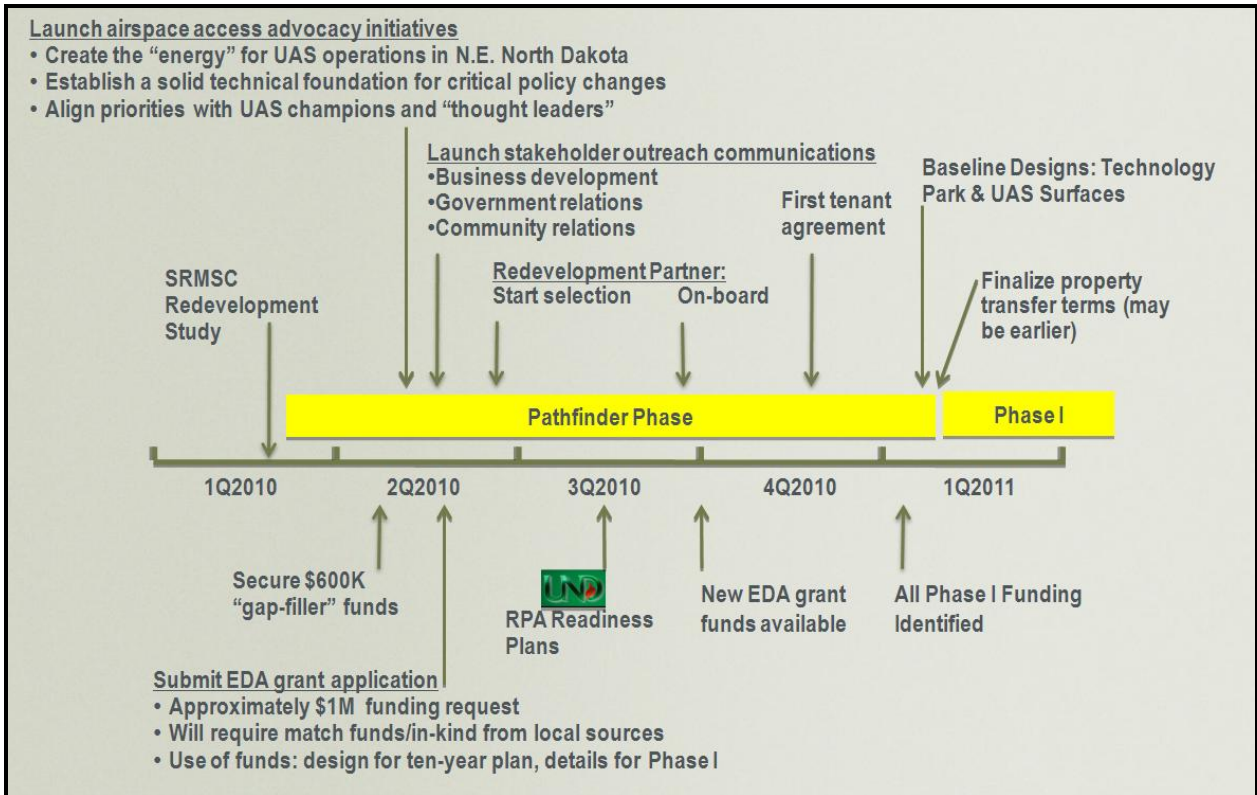 Launch airspace access advocacy initiatives
• Create the “energy” for UAS operations in N.E. North Dakota
• Establish a solid technical foundation for critical policy changes
• Align priorities with UAS champions and “thought leaders”
Launch stakeholder outreach communications
•Business development
•Government relations
•Community relations
First tenant
agreement
Baseline Designs: Technology
Park & UAS Surfaces
SRMSC
Redevelopment
Study
Redevelopment Partner:
Start selection On-board
Finalize property
transfer terms (may
be earlier)
Pathfinder Phase
Phase I
1Q2010
2Q2010
3Q2010
4Q2010
1Q2011
Secure $600K
“gap-filler” funds
UND
RPA Readiness
Plans
New EDA grant
funds available
All Phase I Funding
Identified
Submit EDA grant application
• Approximately $1M funding request
• Will require match funds/in-kind from local sources
• Use of funds: design for ten-year plan, details for Phase I